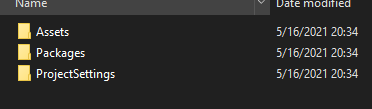 Name Date modified
Assets 5/16/2021 20:34
Packages 5/16/2021 20:34
ProjectSettings 5/16/2021 20:34